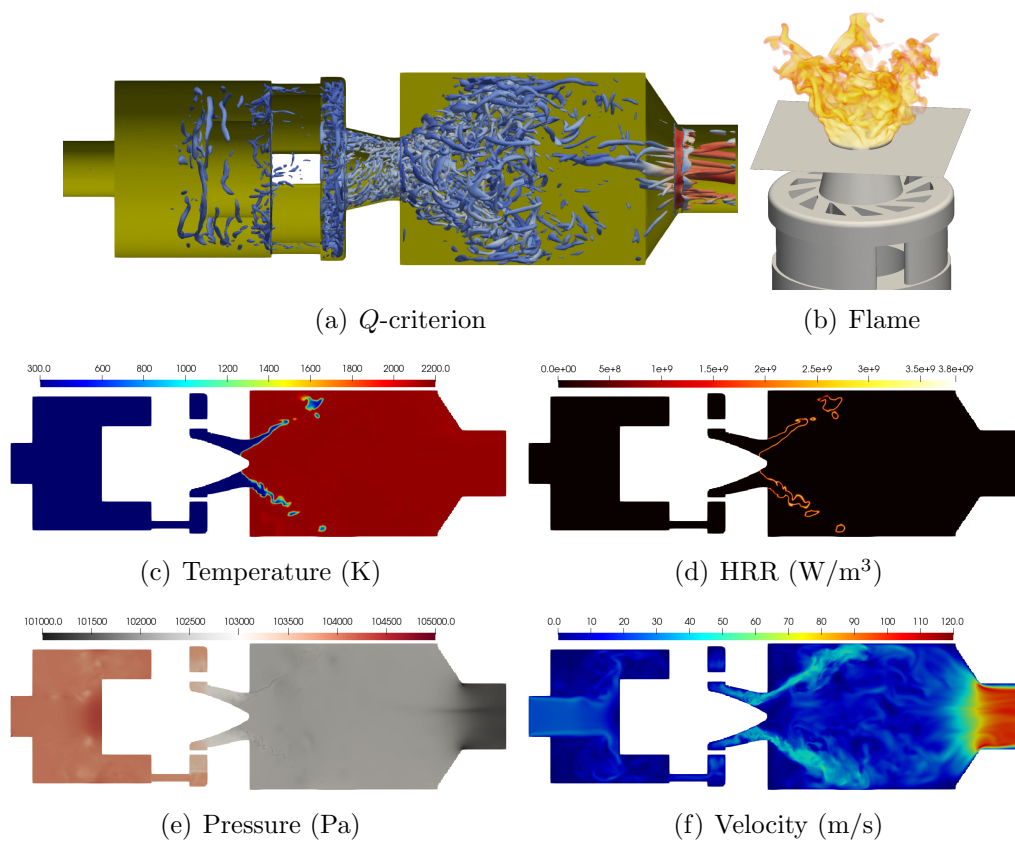 (a) Q-criterion
(b) Flame
300.0 600 800 1000 1200 1400 1600 1800 2000 2200.0
0.0e+00 5e+8 1e+9 1.5e+9 2e+9 2.5e+9 3e+9 3.5e+9 3.8e+09
(c) Temperature (K)
(d) HRR (W/m³)
101000.0 101500 102000 102500 103000 103500 104000 104500 105000.0
0.0 10 20 30 40 50 60 70 80 90 100 120.0
(e) Pressure (Pa)
(f) Velocity (m/s)